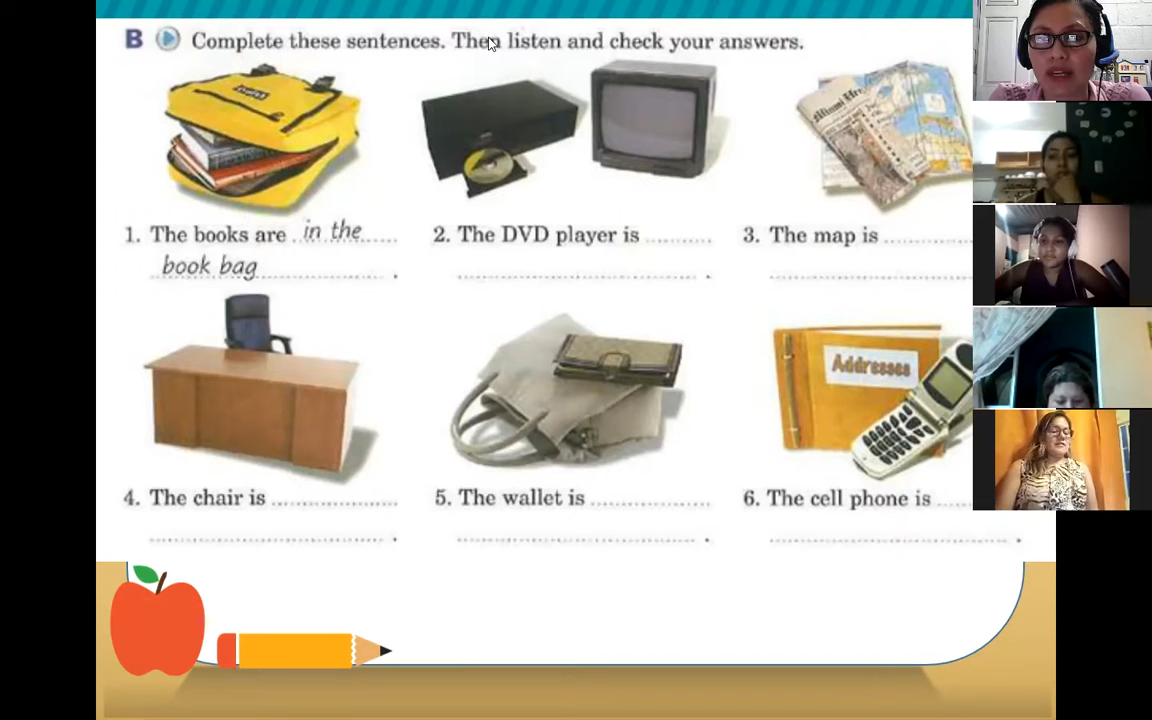 B Complete these sentences. Then listen and check your answers.
1. The books are in the
book bag.
2. The DVD player is
3. The map is
4. The chair is
5. The wallet is
6. The cell phone is
Addresses